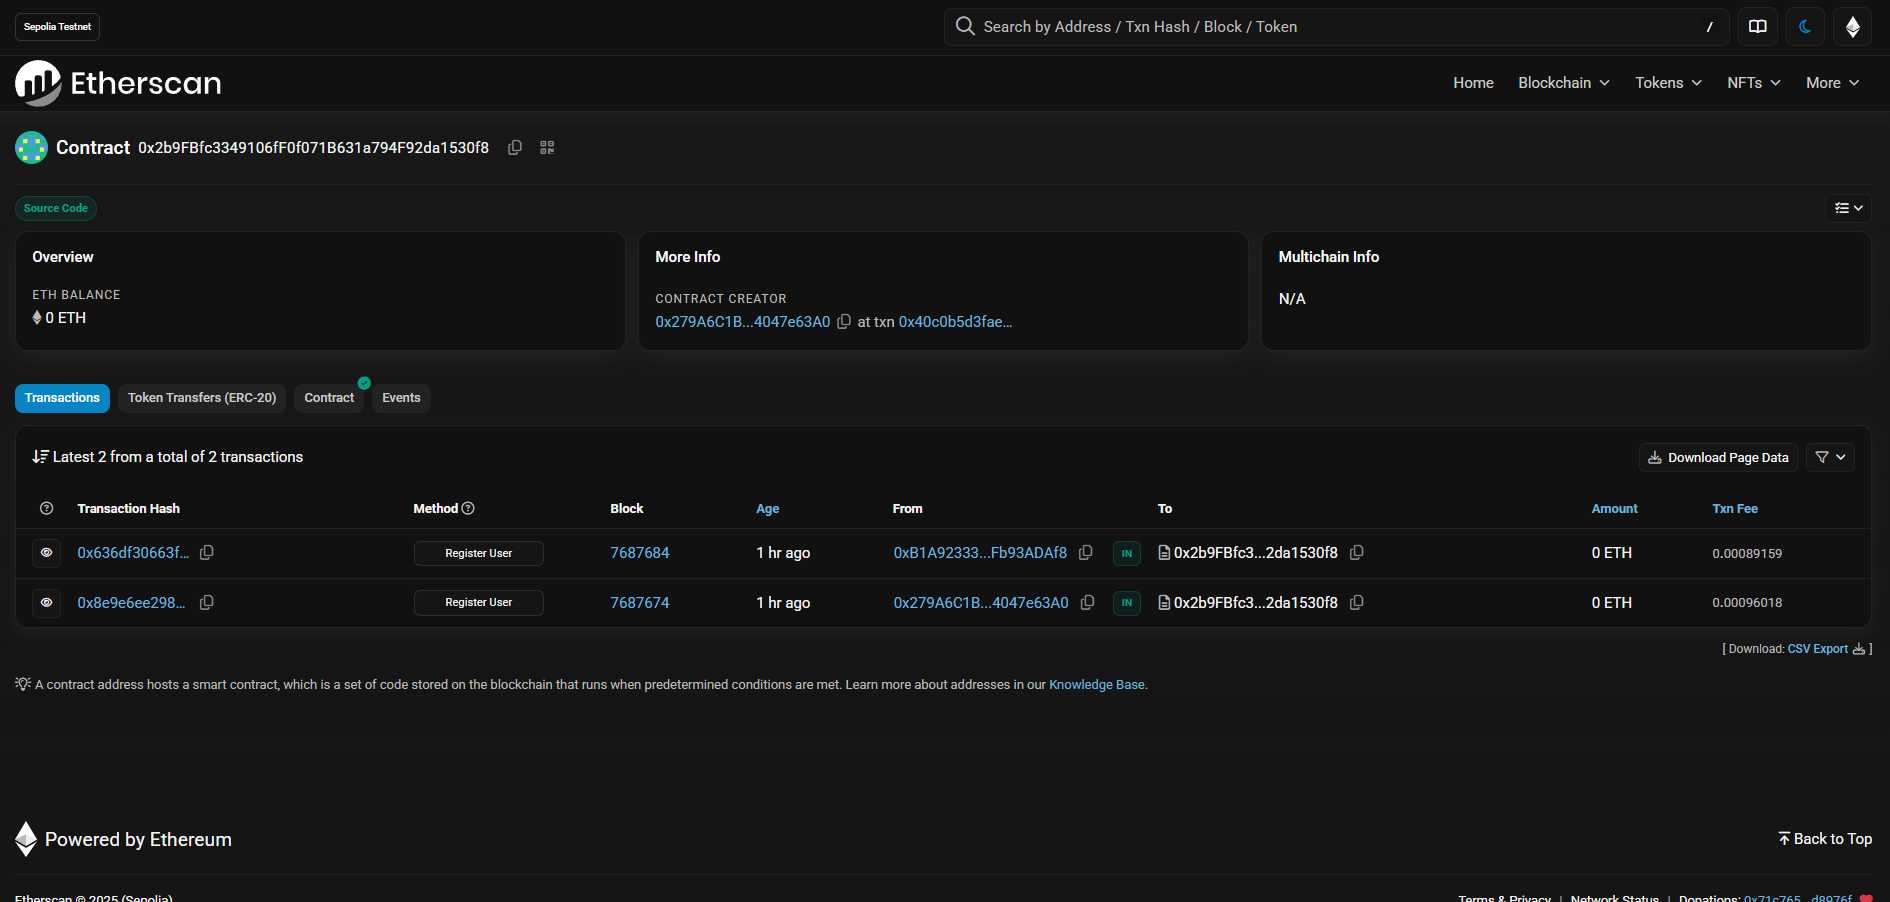 Sepolia Testnet
Search by Address / Txn Hash / Block / Token /
Etherscan
Home Blockchain Tokens NFTs More
Contract 0x2b9FBfc3349106fF0f071B631a794F92da1530f8
Source Code
Overview
ETH BALANCE
0 ETH
More Info
CONTRACT CREATOR
0x279A6C1B...4047e63A0 at txn 0x40c0b5d3fae...
Multichain Info
N/A
Transactions Token Transfers (ERC-20) Contract Events
Latest 2 from a total of 2 transactions
Download Page Data
Transaction Hash Method Block Age From To Amount Txn Fee
0x636df30663f... Register User 7687684 1 hr ago 0xB1A92333...Fb93ADAf8 IN 0x2b9FBfc3...2da1530f8 0 ETH 0.00089159
0x8e9e6ee298... Register User 7687674 1 hr ago 0x279A6C1B...4047e63A0 IN 0x2b9FBfc3...2da1530f8 0 ETH 0.00096018
[ Download: CSV Export ]
A contract address hosts a smart contract, which is a set of code stored on the blockchain that runs when predetermined conditions are met. Learn more about addresses in our Knowledge Base.
Powered by Ethereum
Back to Top
Etherscan © 2025 (Sepolia)
Terms & Privacy | Network Status | Donations: 0x71c765...d8976f